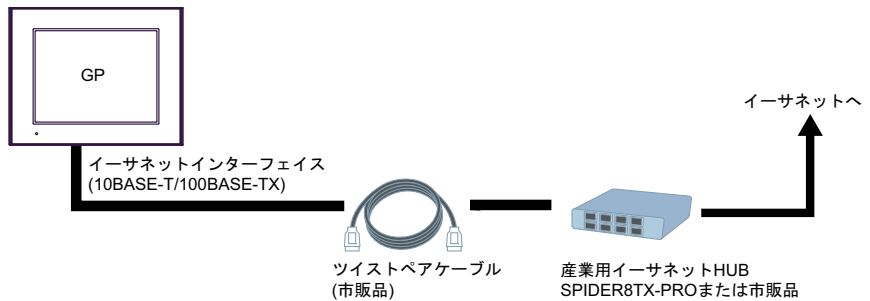 GP
イーサネットへ
イーサネットインターフェイス
(10BASE-T/100BASE-TX)
ツイストペアケーブル
(市販品)
産業用イーサネットHUB
SPIDER8TX-PROまたは市販品